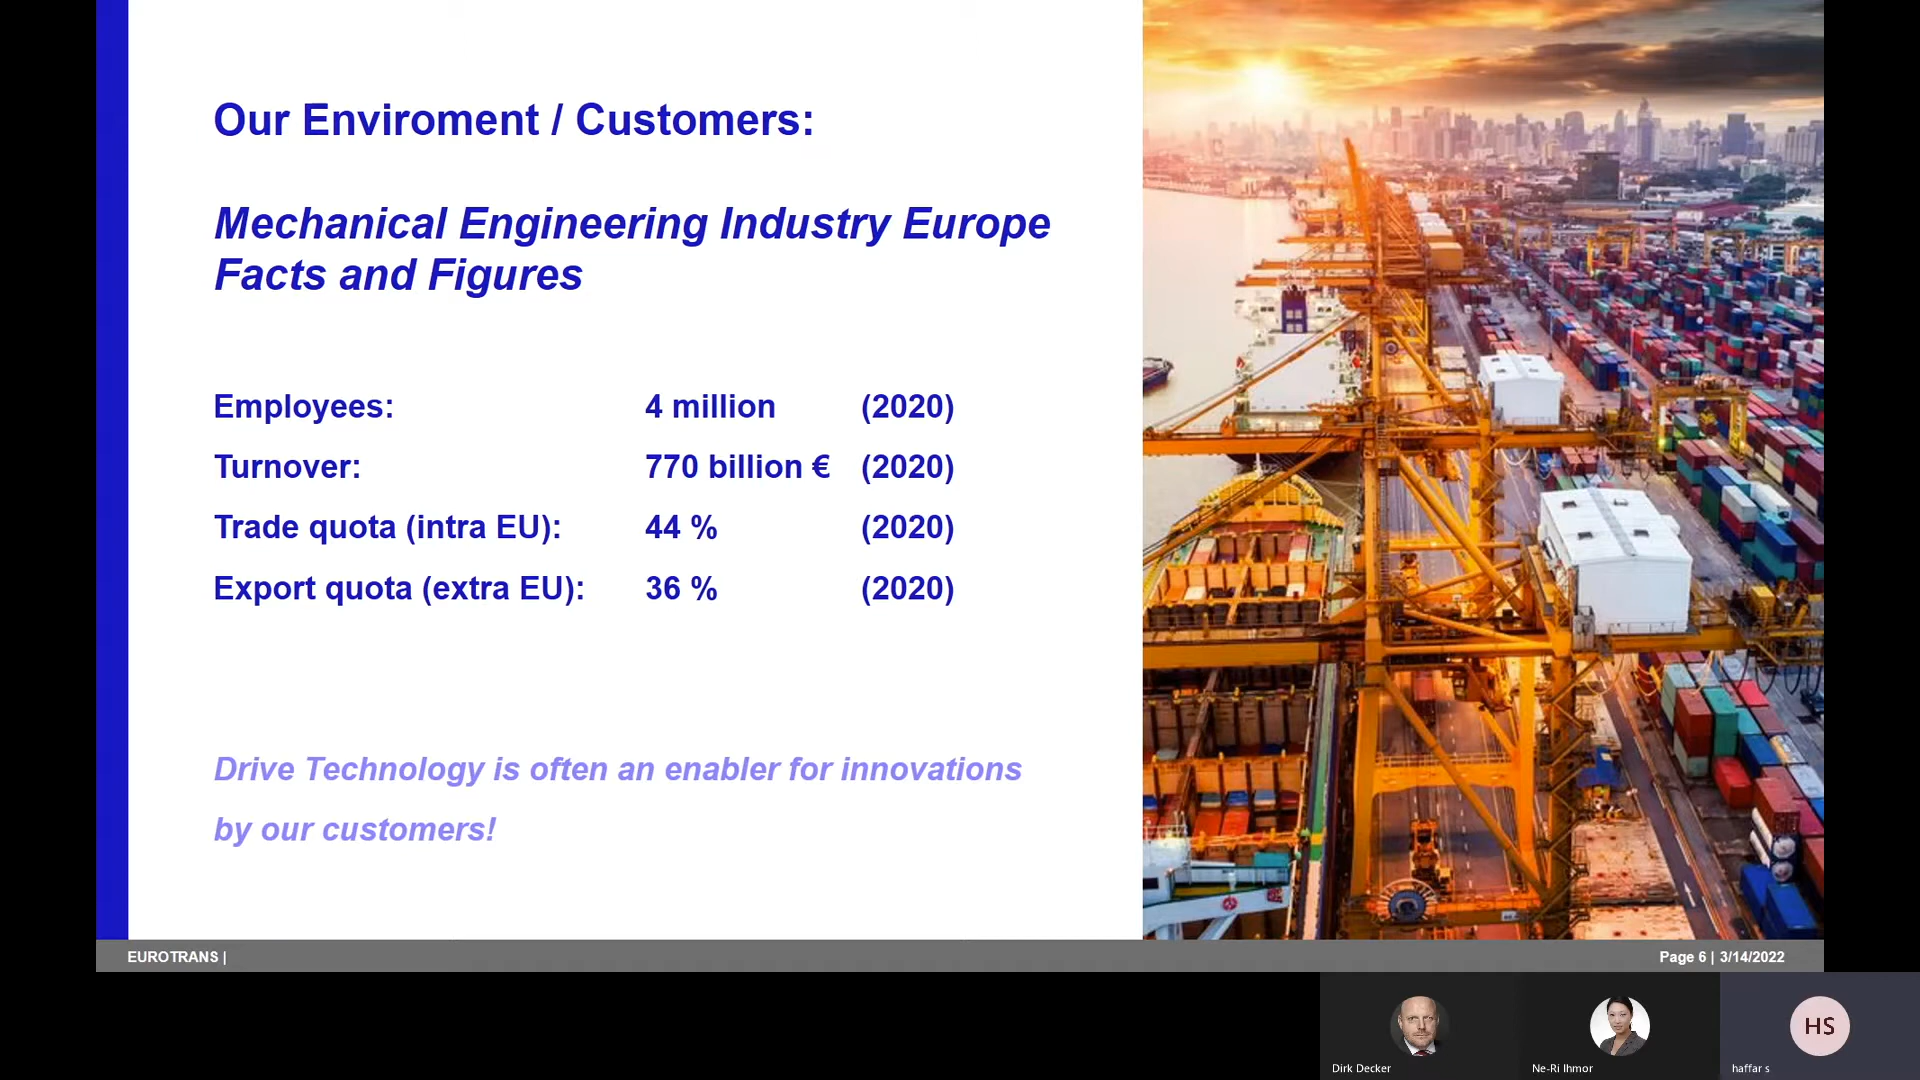 Our Enviroment / Customers:
Mechanical Engineering Industry Europe
Facts and Figures
Employees: 4 million (2020)
Turnover: 770 billion € (2020)
Trade quota (intra EU): 44 % (2020)
Export quota (extra EU): 36 % (2020)
Drive Technology is often an enabler for innovations
by our customers!
EUROTRANS | Page 6 | 3/14/2022
HS
Dirk Decker Ne-Ri Ihmor haffar s